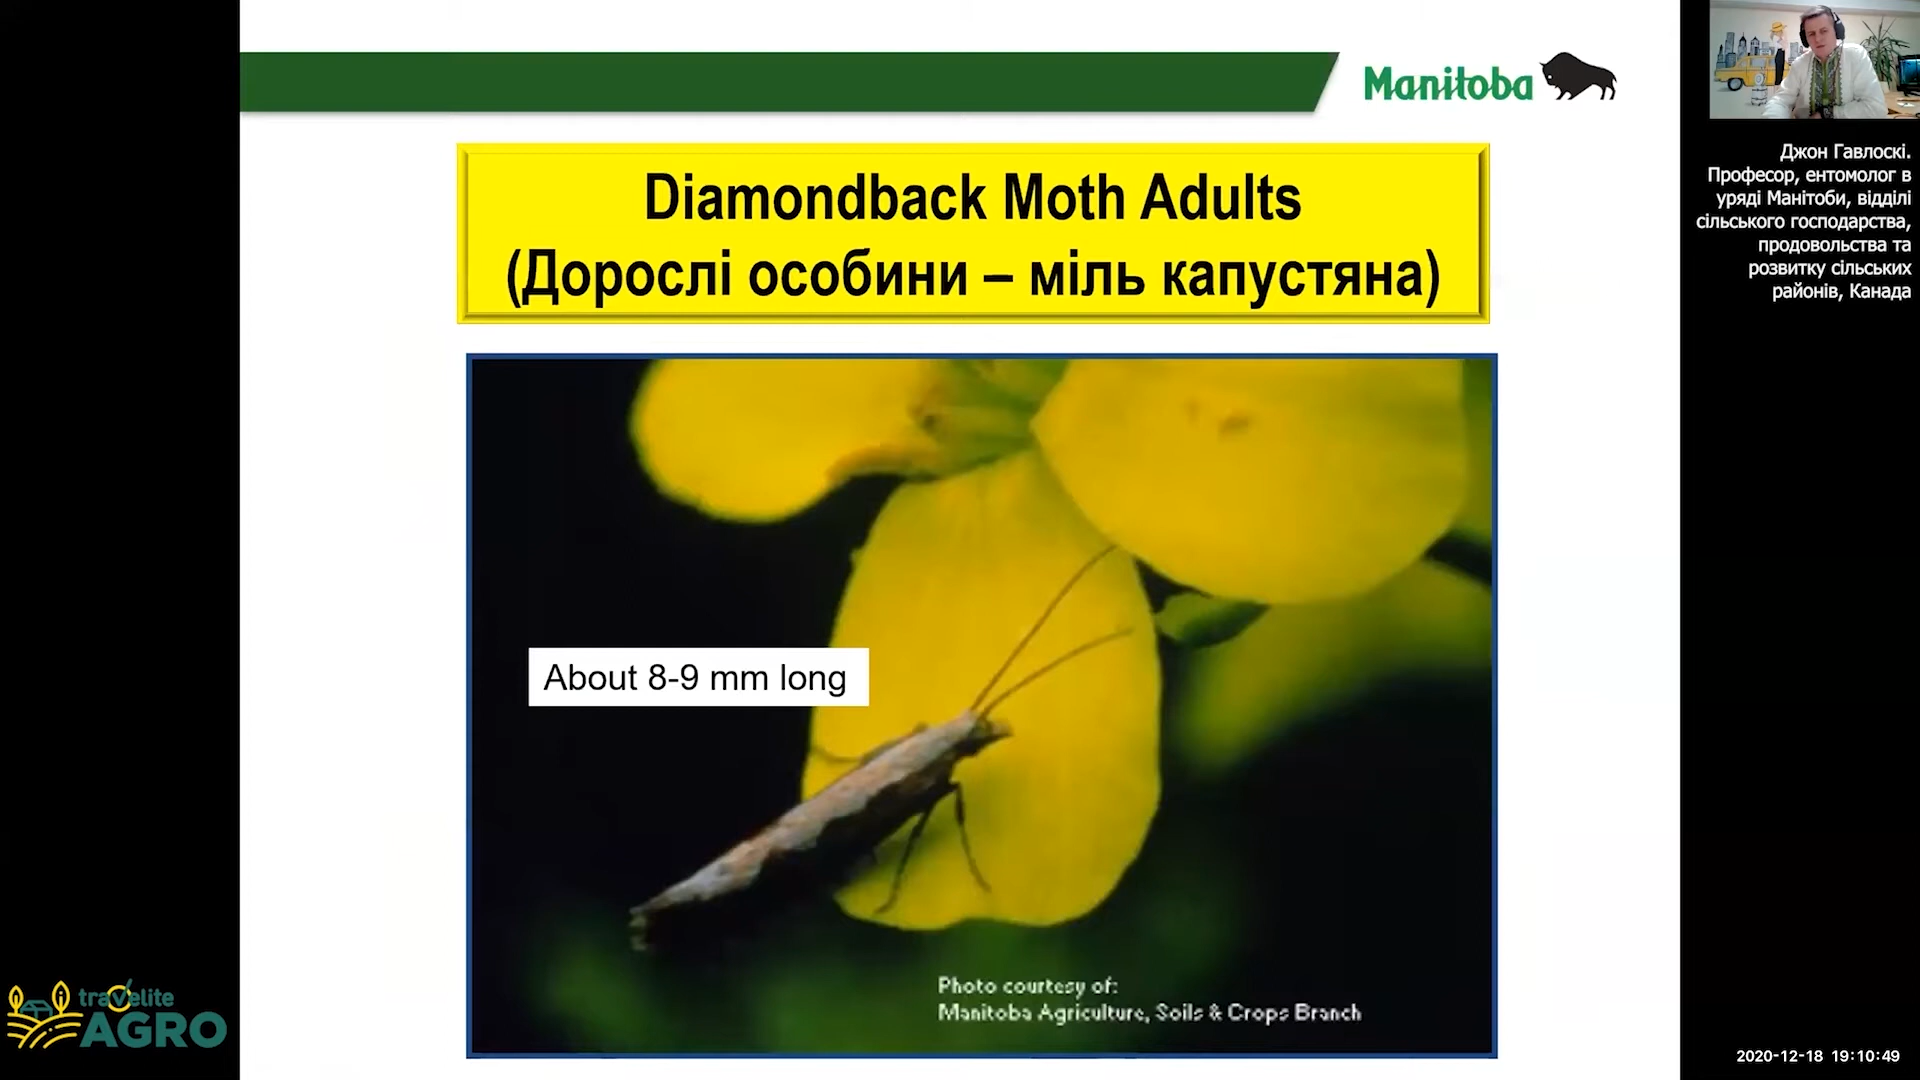 Manitoba
Diamondback Moth Adults
(Дорослі особини – міль капустяна)
About 8-9 mm long
Photo courtesy of:
Manitoba Agriculture, Soils & Crops Branch
Джон Гавлоскі.
Професор, ентомолог в
уряді Манітоби, відділі
сільського господарства,
продовольства та
розвитку сільських
районів, Канада
travelite
AGRO
2020-12-18 19:10:49